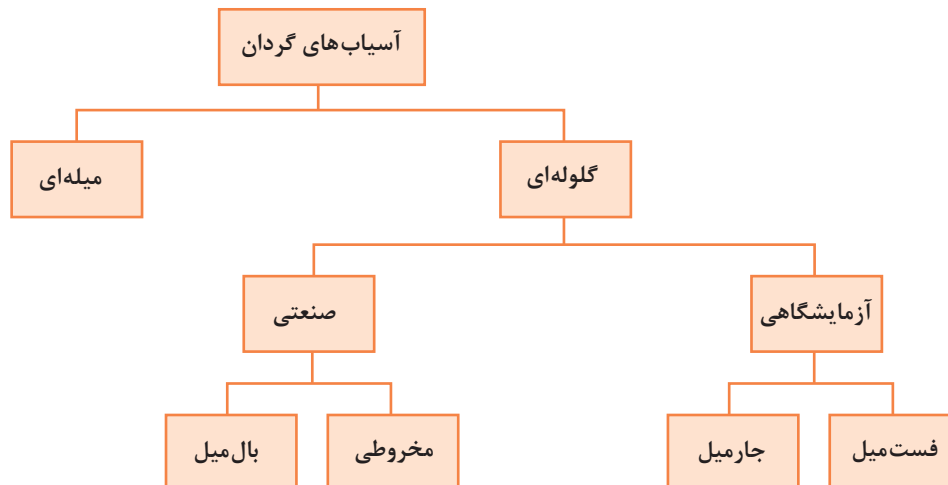 آسیاب‌های گردان
گلوله‌ای
میله‌ای
آزمایشگاهی
صنعتی
فست‌میل
جارمیل
مخروطی
بال‌میل